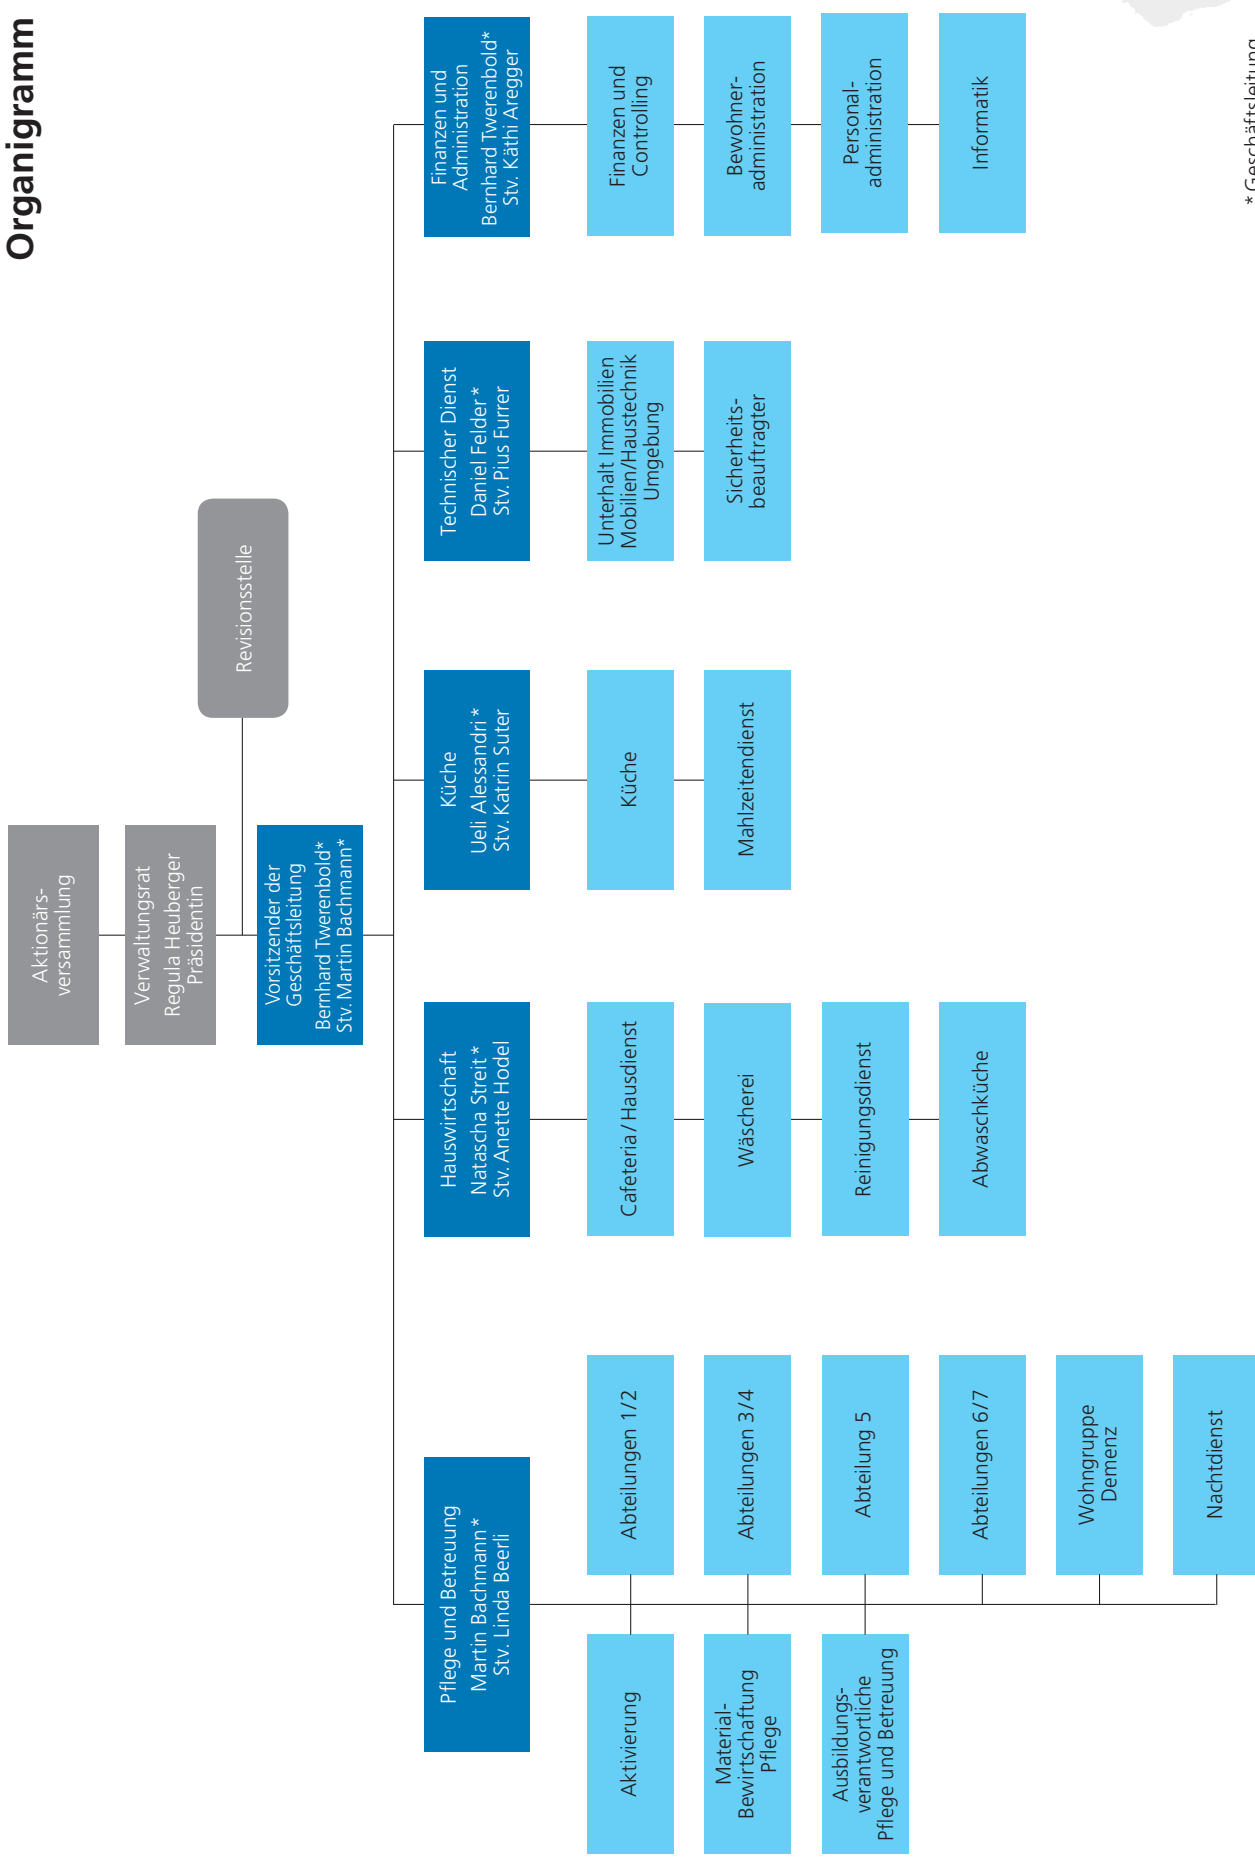 Organigramm
Aktionärs-
versammlung
Verwaltungsrat
Regula Heuberger
Präsidentin
Revisionsstelle
Vorsitzender der
Geschäftsleitung
Bernhard Twerenbold*
Stv. Martin Bachmann*
Pflege und Betreuung
Martin Bachmann*
Stv. Linda Beerli
Hauswirtschaft
Natascha Streit*
Stv. Anette Hodel
Küche
Ueli Alessandri*
Stv. Katrin Suter
Technischer Dienst
Daniel Felder*
Stv. Pius Furrer
Finanzen und
Administration
Bernhard Twerenbold*
Stv. Käthi Aregger
Aktivierung
Material-
Bewirtschaftung
Pflege
Ausbildungs-
verantwortliche
Pflege und Betreuung
Abteilungen 1/2
Abteilungen 3/4
Abteilung 5
Abteilungen 6/7
Wohngruppe
Demenz
Nachtdienst
Cafeteria/Hausdienst
Wäscherei
Reinigungsdienst
Abwaschküche
Küche
Mahlzeitendienst
Unterhalt Immobilien
Mobilien/Haustechnik
Umgebung
Sicherheits-
beauftragter
Finanzen und
Controlling
Bewohner-
administration
Personal-
administration
Informatik
* Geschäftsleitung